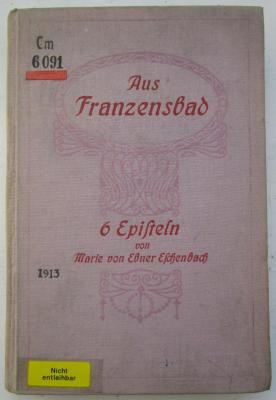 Cm
6091
Aus
Franzensbad
6 Epiſteln
von
Marie von Ebner Eſchenbach
1913
Nicht
entleihbar